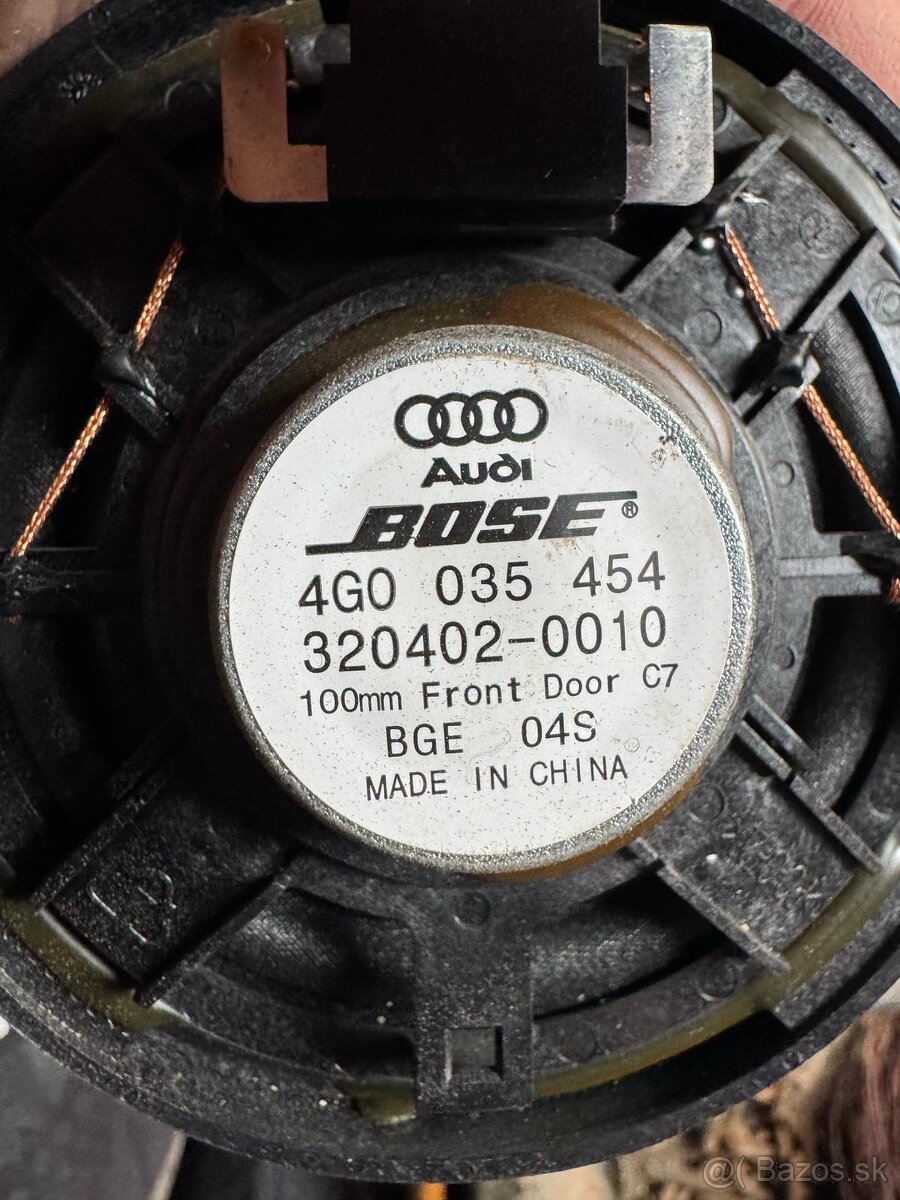 Audi
BOSE®
4G0 035 454
320402-0010
100mm Front Door C7
BGE 04S
MADE IN CHINA
@( Bazos.sk